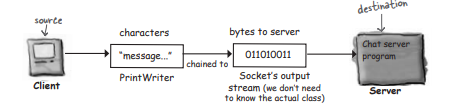 destination
source
characters
bytes to server
"message..."
011010011
Chat server
program
chained to
Client
PrintWriter
Socket's output
stream (we don't need
to know the actual class)
Server